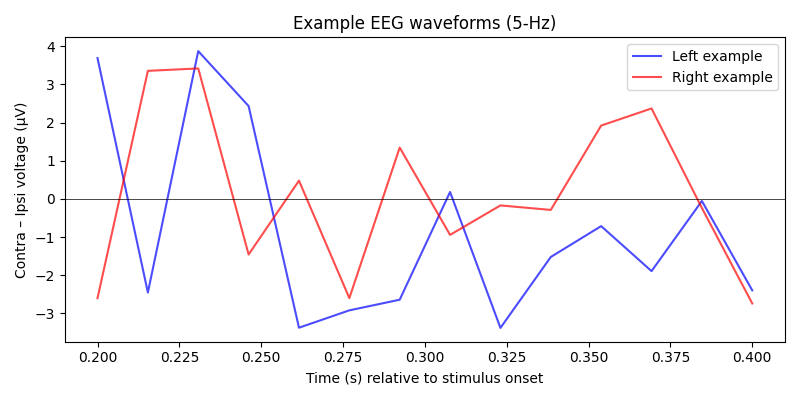 Example EEG waveforms (5-Hz)
Left example
Right example
Contra – Ipsi voltage (µV)
4
3
2
1
0
−1
−2
−3
0.200 0.225 0.250 0.275 0.300 0.325 0.350 0.375 0.400
Time (s) relative to stimulus onset